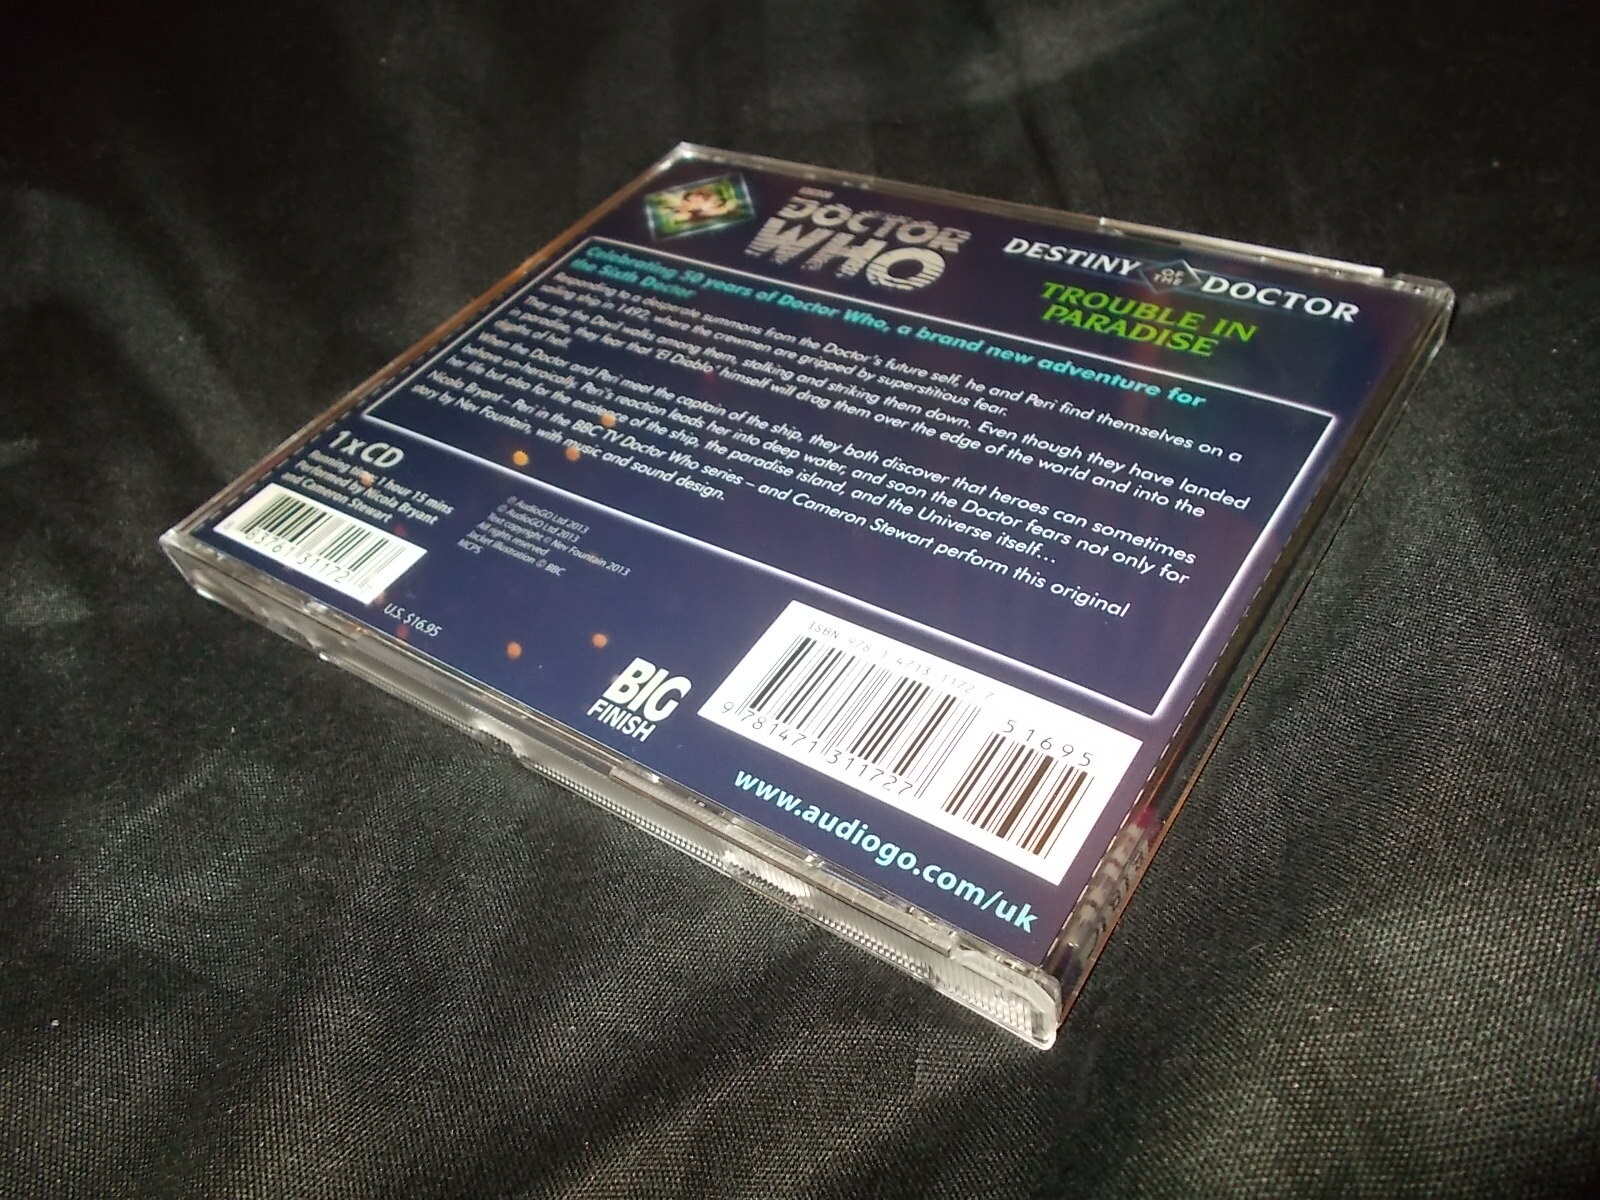 BBC
DOCTOR
WHO
DESTINY OF THE DOCTOR
TROUBLE IN
PARADISE
Celebrating 50 years of Doctor Who, a brand new adventure for
the Sixth Doctor
Responding to a desperate summons from the Doctor's future self, he and Peri find themselves on a
sailing ship in 1492, where the crewmen are gripped by superstitious fear.
They say the Devil walks among them, stalking and striking them down. Even though they have landed
in paradise, they fear that 'El Diablo' himself will drag them over the edge of the world and into the
depths of hell.
When the Doctor and Peri meet the captain of the ship, they both discover that heroes can sometimes
behave un-heroically. Peri's reaction leads her into deep water, and soon the Doctor fears not only for
her life but also for the existence of the ship, the paradise island, and the Universe itself...
Nicola Bryant – Peri in the BBC TV Doctor Who series – and Cameron Stewart perform this original
story by Nev Fountain, with music and sound design.
1 x CD
Running time: 1 hour 15 mins
Performed by Nicola Bryant
and Cameron Stewart
℗ AudioGO Ltd 2013
© AudioGO Ltd 2013
Text copyright © Nev Fountain 2013
All rights reserved
Jacket illustration © BBC
MCPS
83761 31172
U.S. $16.95
BIG
FINISH
ISBN 978 1 4713 1172 7
51695
9 781471 311727
www.audiogo.com/uk